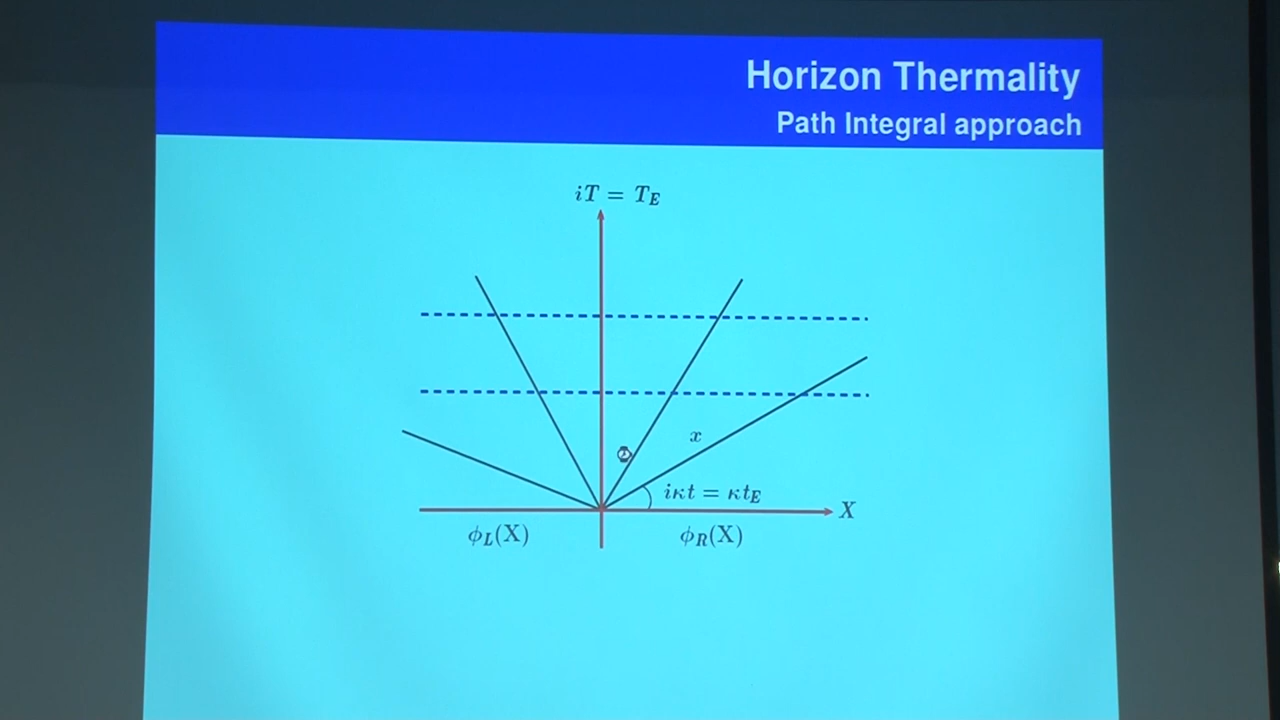 Horizon Thermality
Path Integral approach
iT = T_E
x
iκt = κt_E
X
ϕ_L(X)
ϕ_R(X)